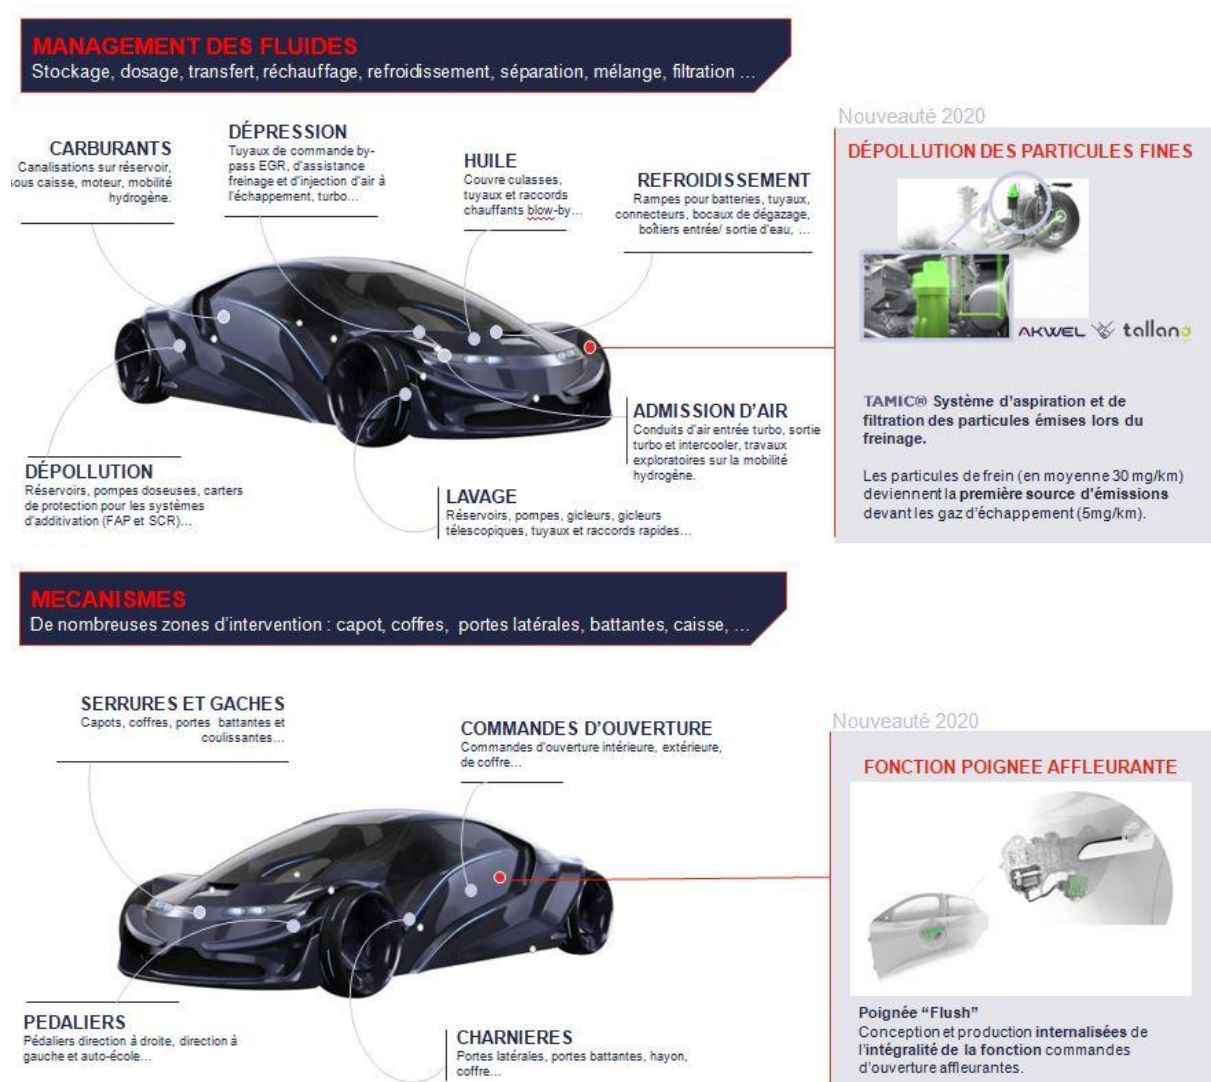 MANAGEMENT DES FLUIDES
Stockage, dosage, transfert, réchauffage, refroidissement, séparation, mélange, filtration ...
CARBURANTS
Canalisations sur réservoir,
sous caisse, moteur, mobilité
hydrogène.
DÉPRESSION
Tuyaux de commande by-
pass EGR, d'assistance
freinage et d'injection d'air à
l'échappement, turbo...
HUILE
Couvre culasses,
tuyaux et raccords
chauffants blow-by...
REFROIDISSEMENT
Rampes pour batteries, tuyaux,
connecteurs, bocaux de dégazage,
boîtiers entrée/ sortie d'eau, ...
DÉPOLLUTION
Réservoirs, pompes doseuses, carters
de protection pour les systèmes
d'additivation (FAP et SCR)...
LAVAGE
Réservoirs, pompes, gicleurs, gicleurs
télescopiques, tuyaux et raccords rapides...
ADMISSION D'AIR
Conduits d'air entrée turbo, sortie
turbo et intercooler, travaux
exploratoires sur la mobilité
hydrogène.
Nouveauté 2020
DÉPOLLUTION DES PARTICULES FINES
AKWEL tallano
TAMIC® Système d'aspiration et de
filtration des particules émises lors du
freinage.
Les particules de frein (en moyenne 30 mg/km)
deviennent la première source d'émissions
devant les gaz d'échappement (5mg/km).
MECANISMES
De nombreuses zones d'intervention : capot, coffres, portes latérales, battantes, caisse, ...
SERRURES ET GACHES
Capots, coffres, portes battantes et
coulissantes...
COMMANDES D'OUVERTURE
Commandes d'ouverture intérieure, extérieure,
de coffre...
PEDALIERS
Pédaliers direction à droite, direction à
gauche et auto-école...
CHARNIERES
Portes latérales, portes battantes, hayon,
coffre...
Nouveauté 2020
FONCTION POIGNEE AFFLEURANTE
Poignée "Flush"
Conception et production internalisées de
l'intégralité de la fonction commandes
d'ouverture affleurantes.